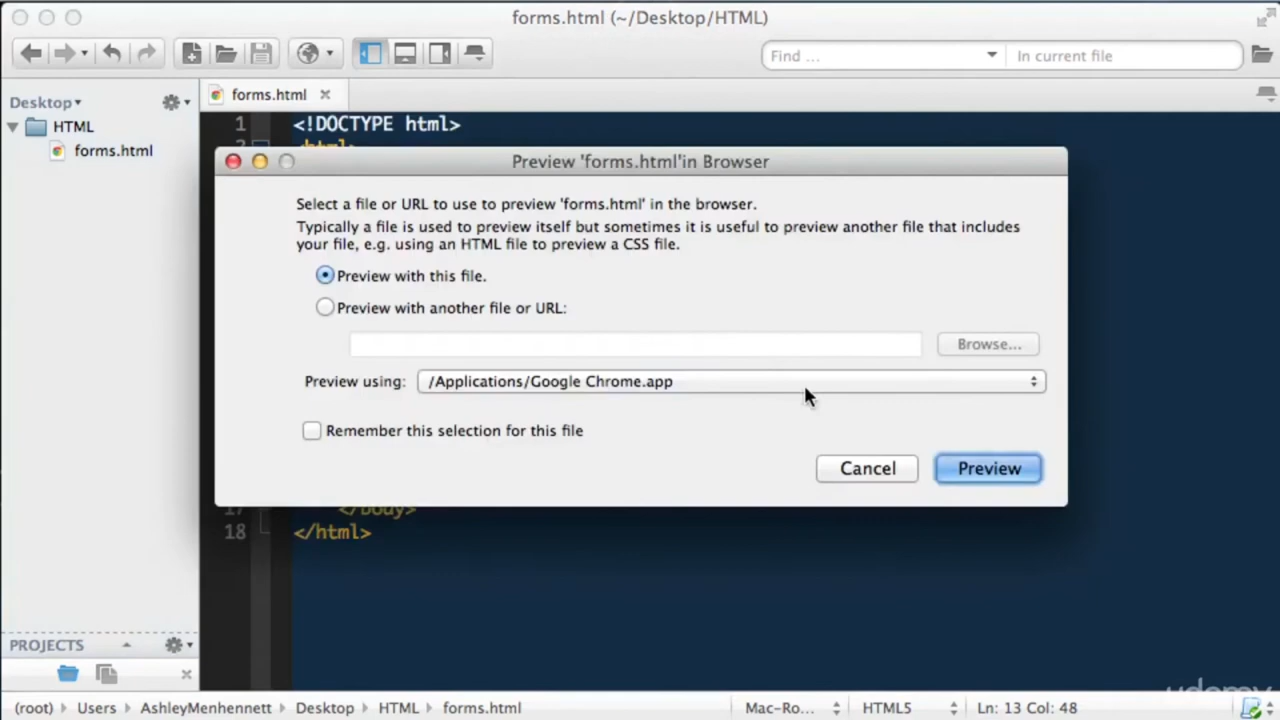 forms.html (~/Desktop/HTML)
Find ...
In current file
Desktop
forms.html
HTML
forms.html
1 <!DOCTYPE html>
Preview 'forms.html'in Browser
Select a file or URL to use to preview 'forms.html' in the browser.
Typically a file is used to preview itself but sometimes it is useful to preview another file that includes
your file, e.g. using an HTML file to preview a CSS file.
Preview with this file.
Preview with another file or URL:
Browse...
Preview using: /Applications/Google Chrome.app
Remember this selection for this file
Cancel Preview
17 </body>
18 </html>
PROJECTS
udemy
(root) Users AshleyMenhennett Desktop HTML forms.html Mac-Ro... HTML5 Ln: 13 Col: 48